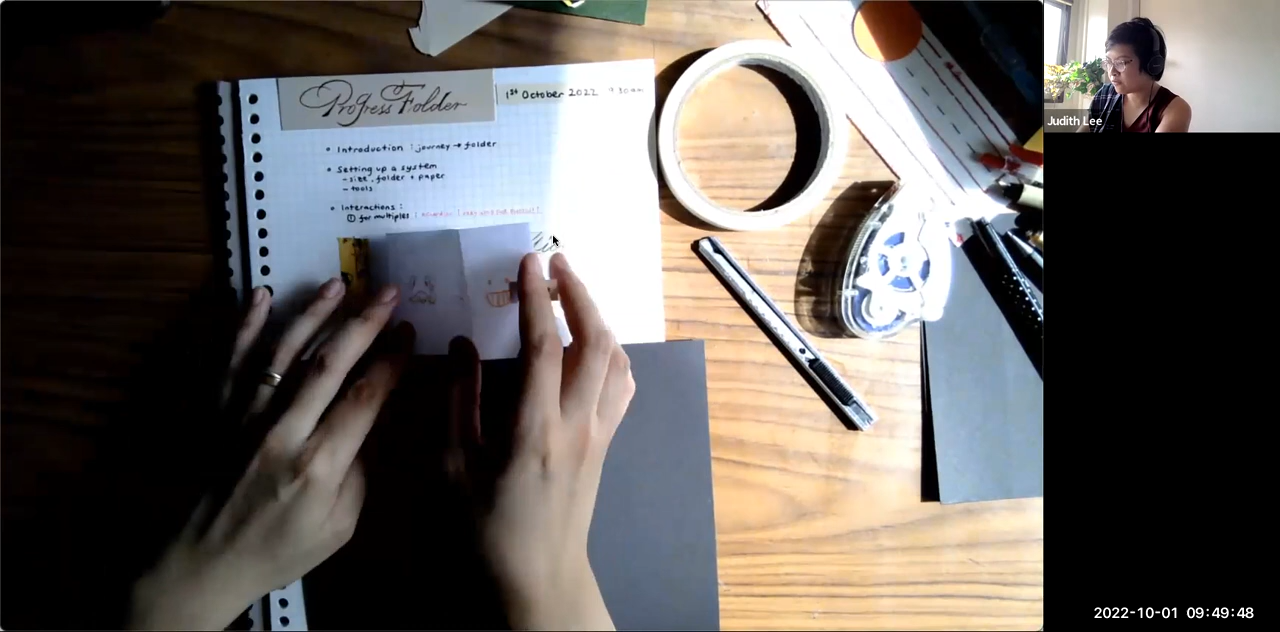 Progress Folder
1st October 2022 9:30am
• Introduction : journey → folder
• Setting up a system
- size, folder + paper
- tools
• Interactions :
① for multiples :
Judith Lee
2022-10-01 09:49:48